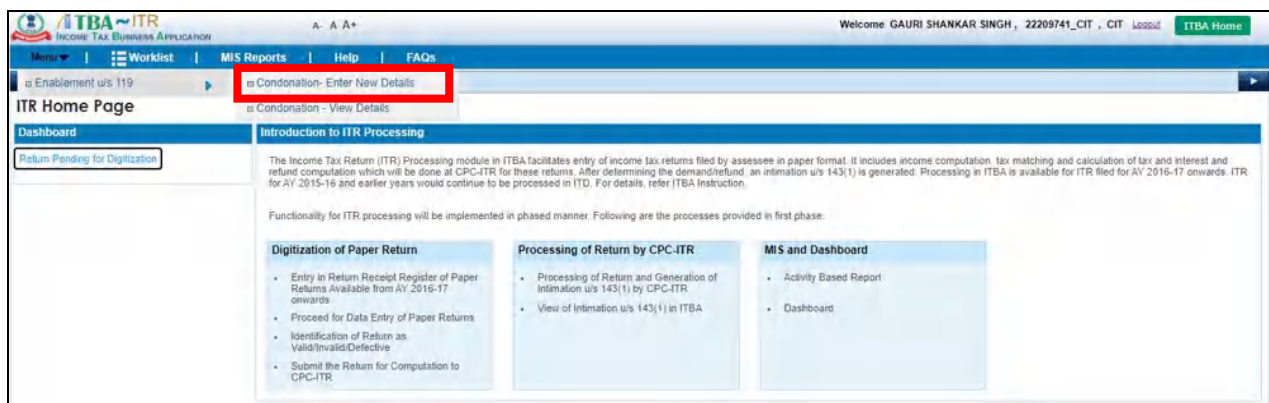 ITBA~ITR
INCOME TAX BUSINESS APPLICATION
A- A A+
Welcome GAURI SHANKAR SINGH , 22209741_CIT , CIT Logout ITBA Home
Menu | Worklist | MIS Reports | Help | FAQs
Enablement u/s 119
Condonation- Enter New Details
Condonation - View Details
ITR Home Page
Dashboard
Return Pending for Digitization
Introduction to ITR Processing
The Income Tax Return (ITR) Processing module in ITBA facilitates entry of income tax returns filed by assessee in paper format. It includes income computation, tax matching and calculation of tax and interest and
refund computation which will be done at CPC-ITR for these returns. After determining the demand/refund, an intimation u/s 143(1) is generated. Processing in ITBA is available for ITR filed for AY 2016-17 onwards. ITR
for AY 2015-16 and earlier years would continue to be processed in ITD. For details, refer ITBA Instruction.
Functionality for ITR processing will be implemented in phased manner. Following are the processes provided in first phase:
Digitization of Paper Return
Entry in Return Receipt Register of Paper
Returns Available from AY 2016-17
onwards
Proceed for Data Entry of Paper Returns
Identification of Return as
Valid/Invalid/Defective
Submit the Return for Computation to
CPC-ITR
Processing of Return by CPC-ITR
Processing of Return and Generation of
Intimation u/s 143(1) by CPC-ITR
View of Intimation u/s 143(1) in ITBA
MIS and Dashboard
Activity Based Report
Dashboard